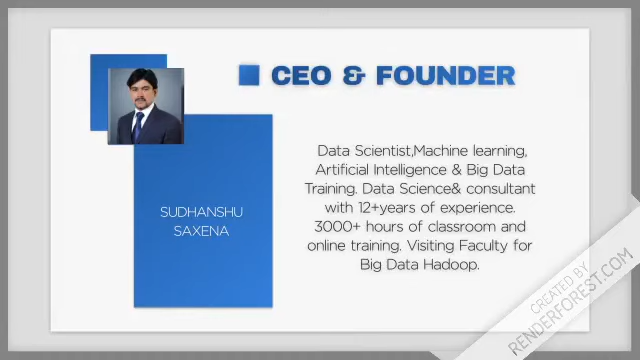 CEO & FOUNDER
SUDHANSHU
SAXENA
Data Scientist,Machine learning,
Artificial Intelligence & Big Data
Training. Data Science& consultant
with 12+years of experience.
3000+ hours of classroom and
online training. Visiting Faculty for
Big Data Hadoop.
CREATED BY
RENDERFOREST.COM